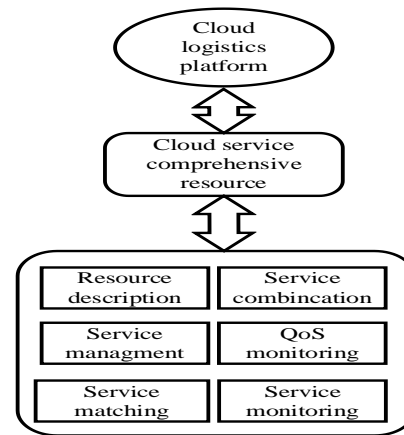 Cloud
logistics
platform
Cloud service
comprehensive
resource
Resource
description
Service
combincation
Service
managment
QoS
monitoring
Service
matching
Service
monitoring